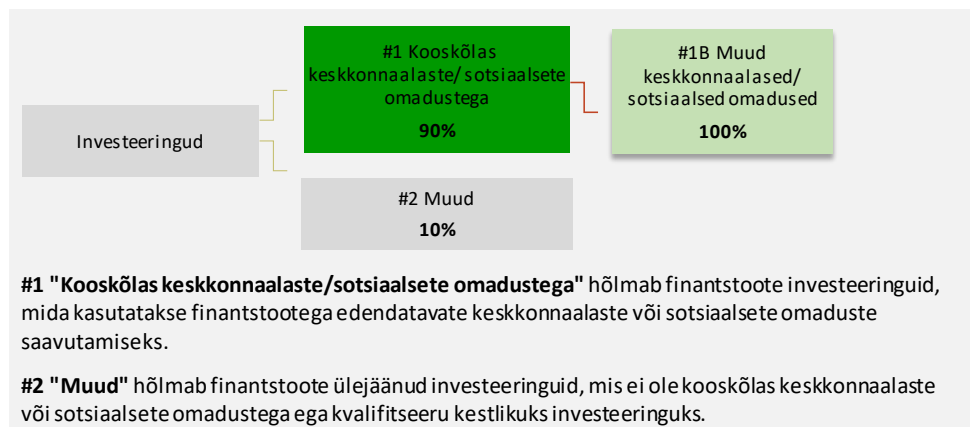 #1 Kooskõlas
keskkonnaalaste/ sotsiaalsete
omadustega
90%
#1B Muud
keskkonnaalased/
sotsiaalsed omadused
100%
Investeeringud
#2 Muud
10%
#1 "Kooskõlas keskkonnaalaste/sotsiaalsete omadustega" hõlmab finantstoote investeeringuid,
mida kasutatakse finantstootega edendatavate keskkonnaalaste või sotsiaalsete omaduste
saavutamiseks.
#2 "Muud" hõlmab finantstoote ülejäänud investeeringuid, mis ei ole kooskõlas keskkonnaalaste
või sotsiaalsete omadustega ega kvalifitseeru kestlikuks investeeringuks.